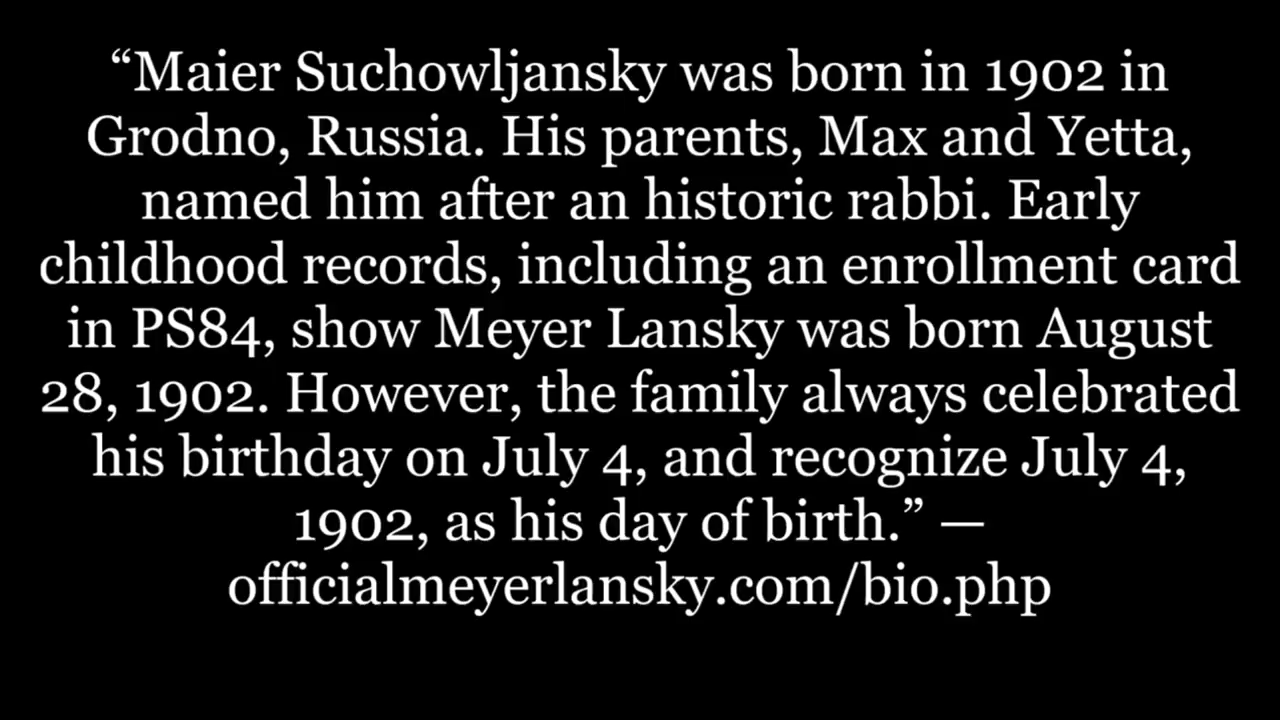 “Maier Suchowljansky was born in 1902 in
Grodno, Russia. His parents, Max and Yetta,
named him after an historic rabbi. Early
childhood records, including an enrollment card
in PS84, show Meyer Lansky was born August
28, 1902. However, the family always celebrated
his birthday on July 4, and recognize July 4,
1902, as his day of birth.” —
officialmeyerlansky.com/bio.php